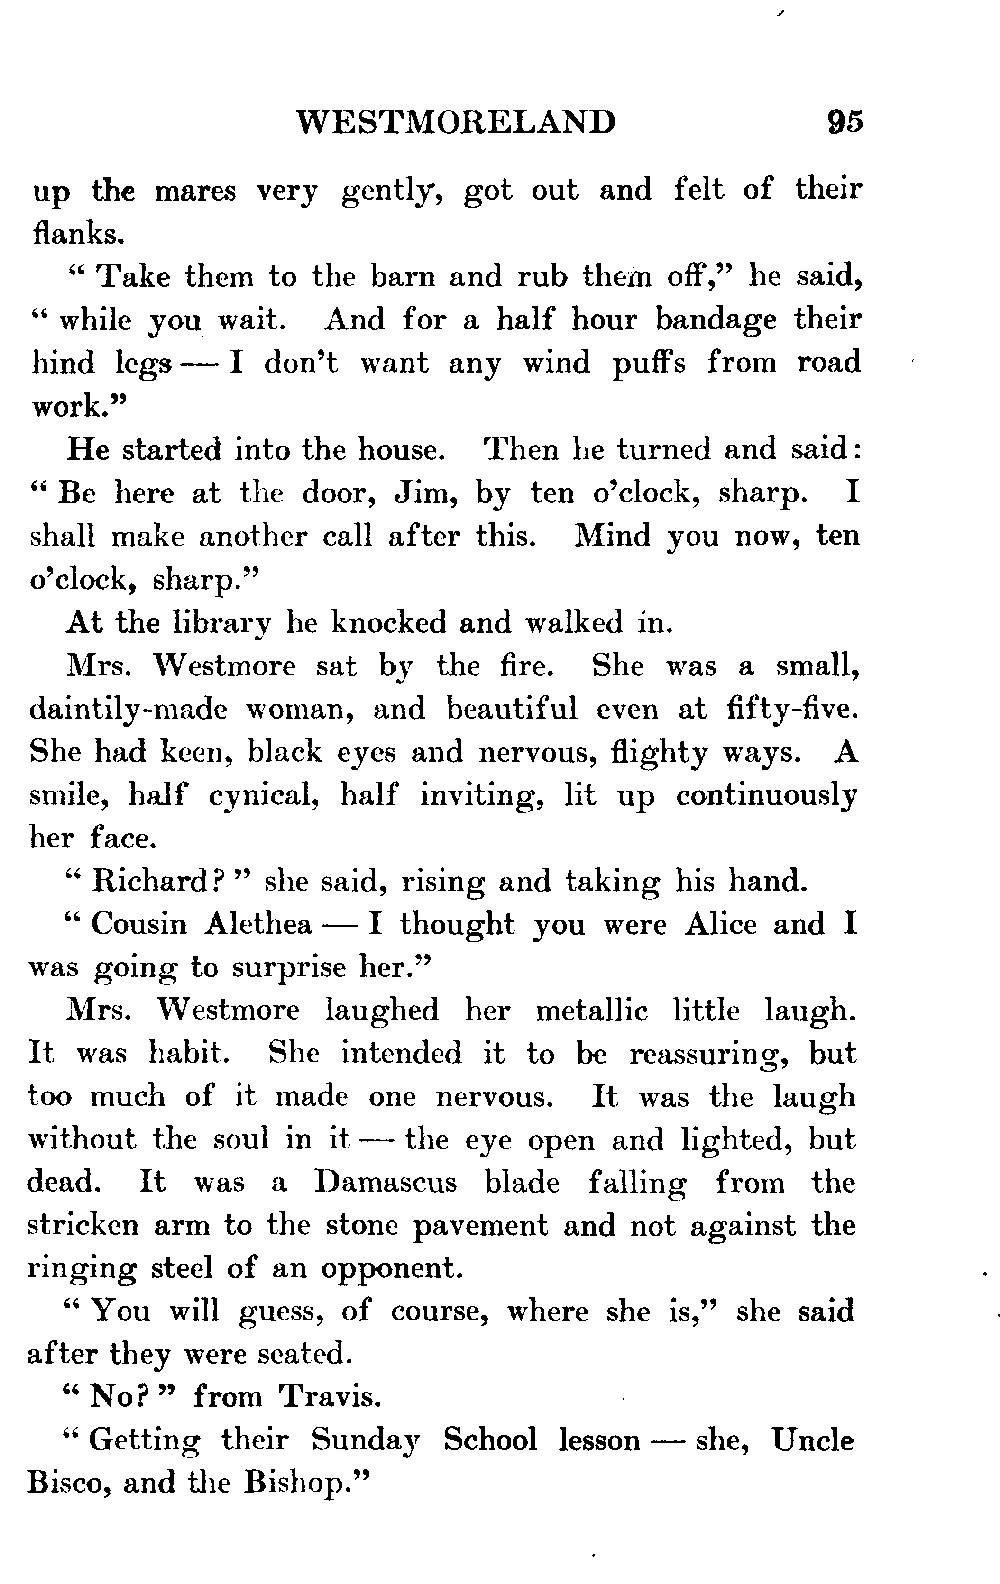 WESTMORELAND 95
up the mares very gently, got out and felt of their
flanks.
“ Take them to the barn and rub them off,” he said,
“ while you wait. And for a half hour bandage their
hind legs — I don’t want any wind puffs from road
work.”
He started into the house. Then he turned and said:
“ Be here at the door, Jim, by ten o’clock, sharp. I
shall make another call after this. Mind you now, ten
o’clock, sharp.”
At the library he knocked and walked in.
Mrs. Westmore sat by the fire. She was a small,
daintily-made woman, and beautiful even at fifty-five.
She had keen, black eyes and nervous, flighty ways. A
smile, half cynical, half inviting, lit up continuously
her face.
“ Richard? ” she said, rising and taking his hand.
“ Cousin Alethea — I thought you were Alice and I
was going to surprise her.”
Mrs. Westmore laughed her metallic little laugh.
It was habit. She intended it to be reassuring, but
too much of it made one nervous. It was the laugh
without the soul in it — the eye open and lighted, but
dead. It was a Damascus blade falling from the
stricken arm to the stone pavement and not against the
ringing steel of an opponent.
“ You will guess, of course, where she is,” she said
after they were seated.
“ No? ” from Travis.
“ Getting their Sunday School lesson — she, Uncle
Bisco, and the Bishop.”